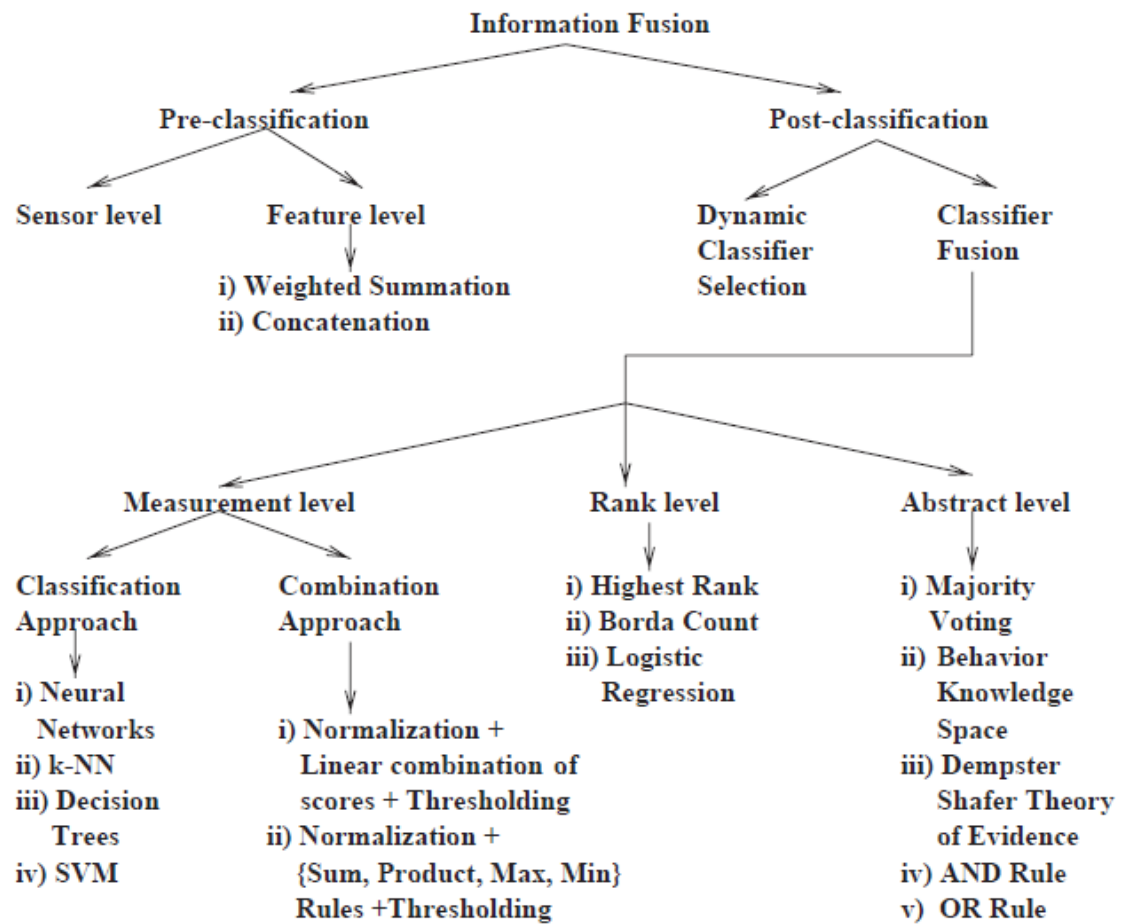 Information Fusion
Pre-classification
Post-classification
Sensor level
Feature level
i) Weighted Summation
ii) Concatenation
Dynamic
Classifier
Selection
Classifier
Fusion
Measurement level
Rank level
Abstract level
Classification
Approach
i) Neural
Networks
ii) k-NN
iii) Decision
Trees
iv) SVM
Combination
Approach
i) Normalization +
Linear combination of
scores + Thresholding
ii) Normalization +
{Sum, Product, Max, Min}
Rules +Thresholding
i) Highest Rank
ii) Borda Count
iii) Logistic
Regression
i) Majority
Voting
ii) Behavior
Knowledge
Space
iii) Dempster
Shafer Theory
of Evidence
iv) AND Rule
v) OR Rule